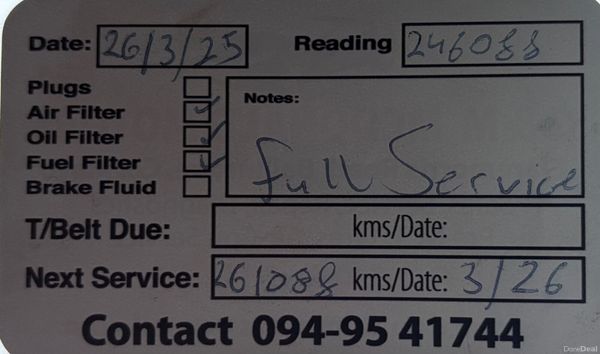 Date: 26/3/25 Reading 246088
Plugs
Air Filter
Oil Filter
Fuel Filter
Brake Fluid
Notes:
Full Service
T/Belt Due: kms/Date:
Next Service: 261088 kms/Date: 3/26
Contact 094-95 41744
DoneDeal